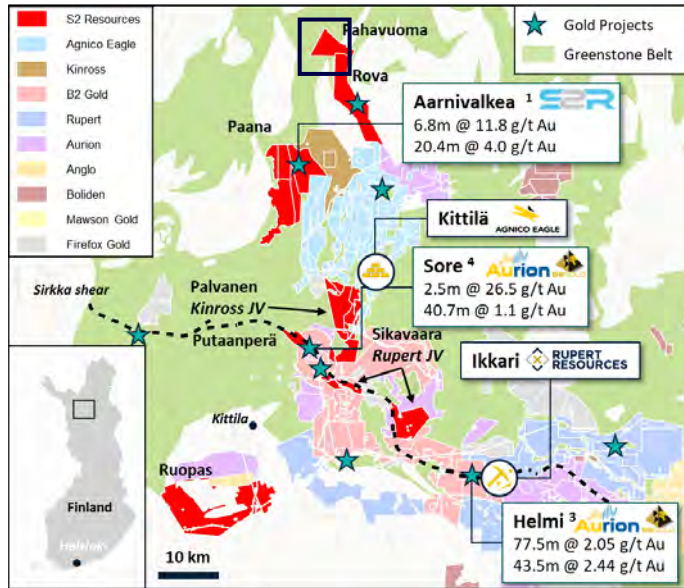 S2 Resources
Agnico Eagle
Kinross
B2 Gold
Rupert
Aurion
Anglo
Boliden
Mawson Gold
Firefox Gold
Gold Projects
Greenstone Belt
Pahavuoma
Rova
Aarnivalkea 1 S2R
6.8m @ 11.8 g/t Au
20.4m @ 4.0 g/t Au
Paana
Kittilä AGNICO EAGLE
Sore 4 Aurion
2.5m @ 26.5 g/t Au
40.7m @ 1.1 g/t Au
Sirkka shear
Palvanen
Kinross JV
Putaanperä
Sikavaara
Rupert JV
Ikkari RUPERT
RESOURCES
Kittila
Ruopas
Finland
Helsinki
10 km
Helmi 3 Aurion
77.5m @ 2.05 g/t Au
43.5m @ 2.44 g/t Au